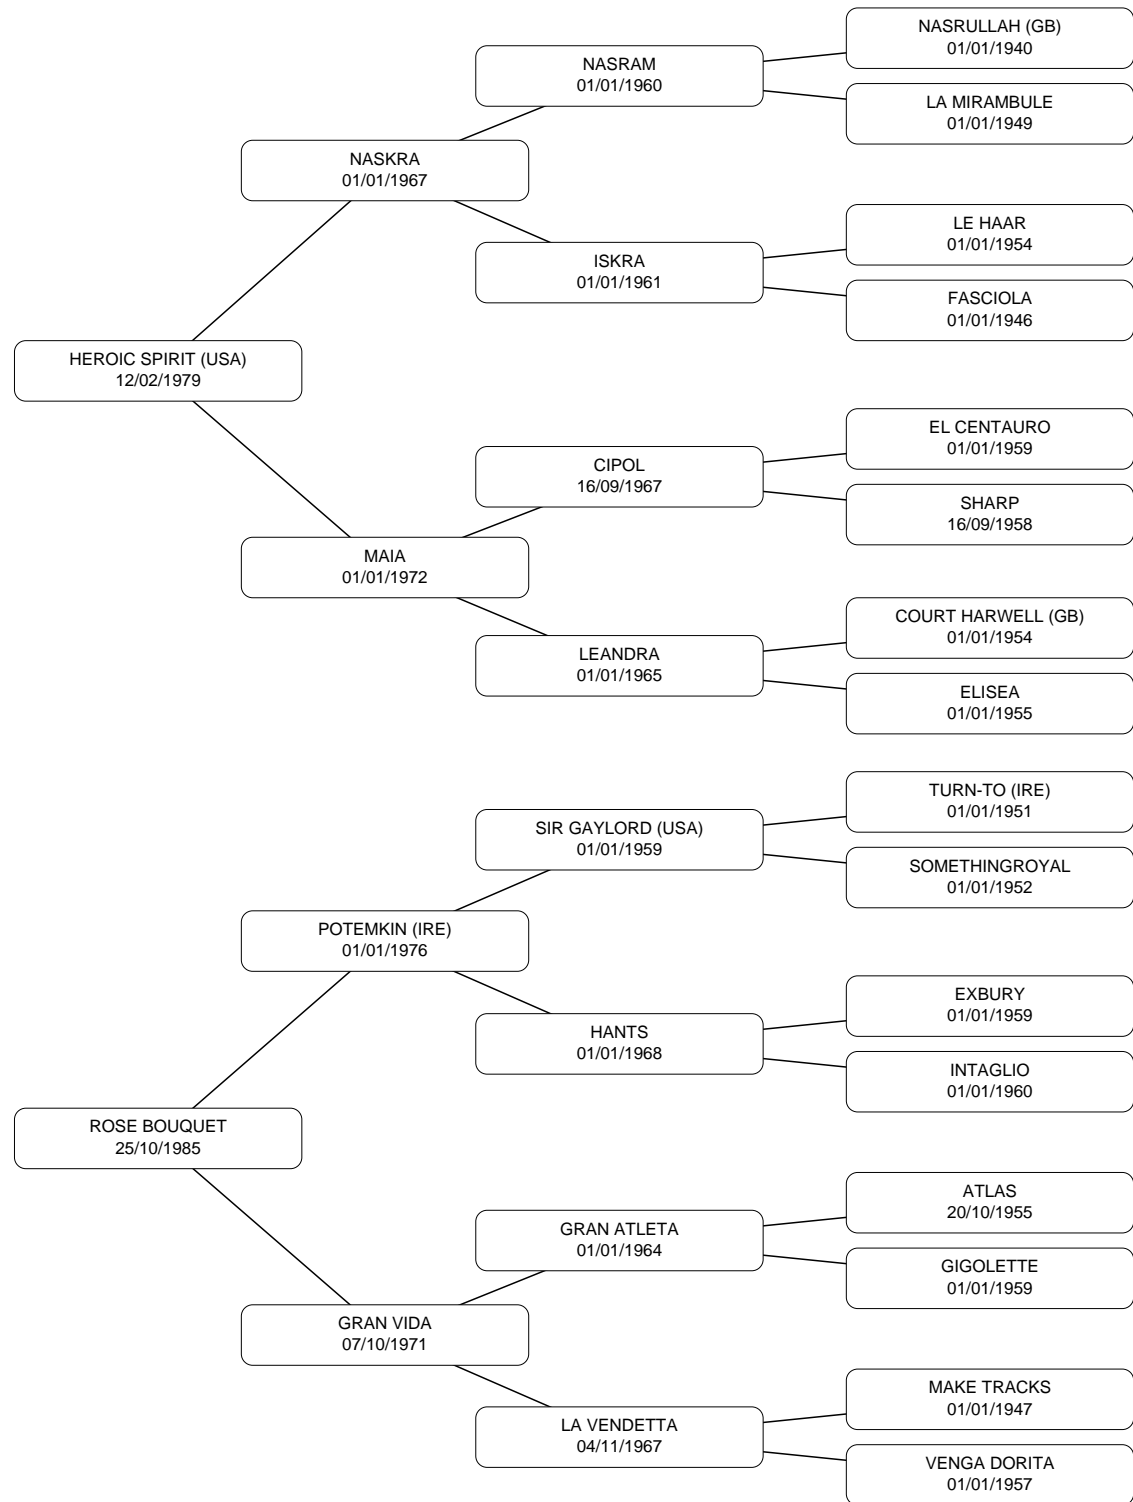 NASRULLAH (GB)
01/01/1940
NASRAM
01/01/1960
LA MIRAMBULE
01/01/1949
NASKRA
01/01/1967
LE HAAR
01/01/1954
ISKRA
01/01/1961
FASCIOLA
01/01/1946
HEROIC SPIRIT (USA)
12/02/1979
EL CENTAURO
01/01/1959
CIPOL
16/09/1967
SHARP
16/09/1958
MAIA
01/01/1972
COURT HARWELL (GB)
01/01/1954
LEANDRA
01/01/1965
ELISEA
01/01/1955
TURN-TO (IRE)
01/01/1951
SIR GAYLORD (USA)
01/01/1959
SOMETHINGROYAL
01/01/1952
POTEMKIN (IRE)
01/01/1976
EXBURY
01/01/1959
HANTS
01/01/1968
INTAGLIO
01/01/1960
ROSE BOUQUET
25/10/1985
ATLAS
20/10/1955
GRAN ATLETA
01/01/1964
GIGOLETTE
01/01/1959
GRAN VIDA
07/10/1971
MAKE TRACKS
01/01/1947
LA VENDETTA
04/11/1967
VENGA DORITA
01/01/1957